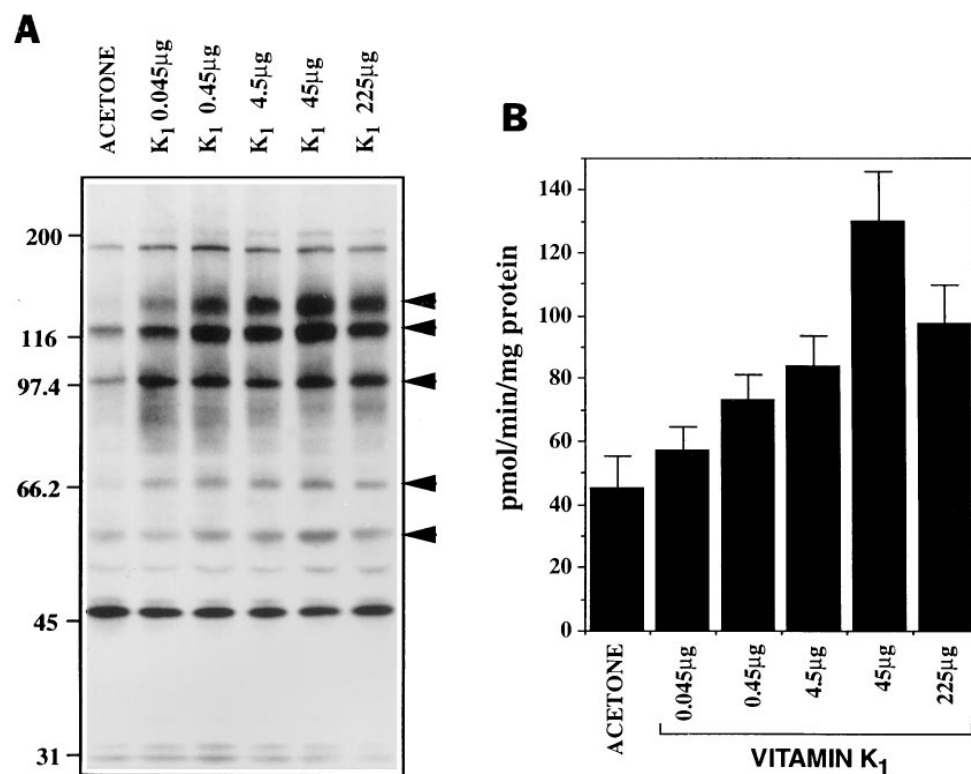 A
ACETONE
K1 0.045µg
K1 0.45µg
K1 4.5µg
K1 45µg
K1 225µg
200
116
97.4
66.2
45
31
B
pmol/min/mg protein
140
120
100
80
60
40
20
0
ACETONE
0.045µg
0.45µg
4.5µg
45µg
225µg
VITAMIN K1